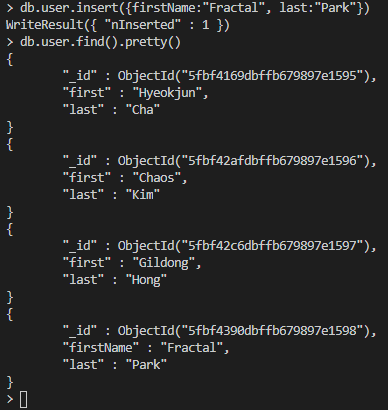 > db.user.insert({firstName:"Fractal", last:"Park"})
WriteResult({ "nInserted" : 1 })
> db.user.find().pretty()
{
        "_id" : ObjectId("5fbf4169dbffb679897e1595"),
        "first" : "Hyeokjun",
        "last" : "Cha"
}
{
        "_id" : ObjectId("5fbf42afdbffb679897e1596"),
        "first" : "Chaos",
        "last" : "Kim"
}
{
        "_id" : ObjectId("5fbf42c6dbffb679897e1597"),
        "first" : "Gildong",
        "last" : "Hong"
}
{
        "_id" : ObjectId("5fbf4390dbffb679897e1598"),
        "firstName" : "Fractal",
        "last" : "Park"
}
>